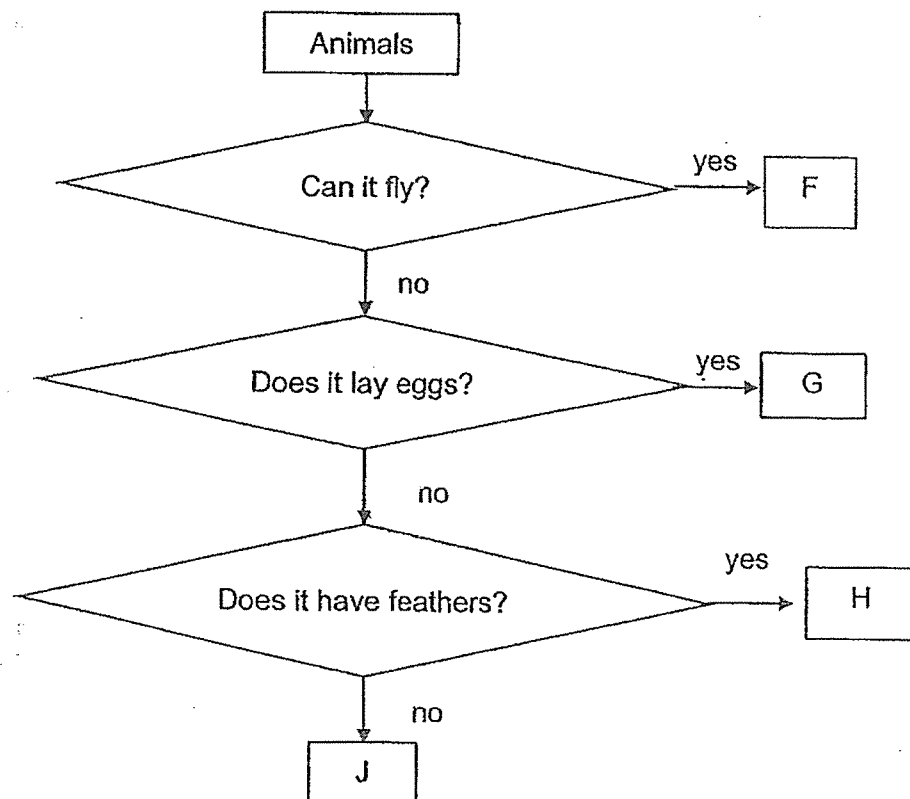 Animals
Can it fly?
yes
F
no
Does it lay eggs?
yes
G
no
Does it have feathers?
yes
H
no
J